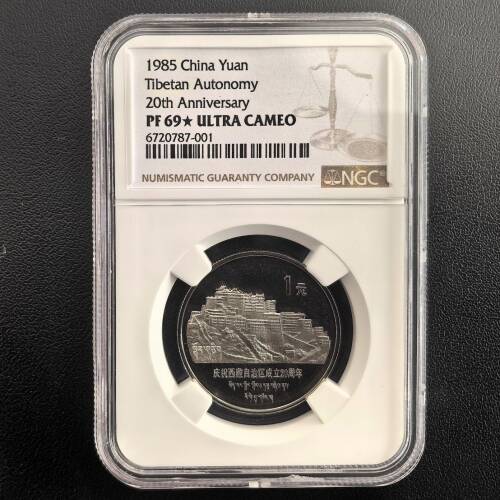 1985 China Yuan
Tibetan Autonomy
20th Anniversary
PF 69★ ULTRA CAMEO
6720787-001
NUMISMATIC GUARANTY COMPANY
NGC
1元
庆祝西藏自治区成立20周年